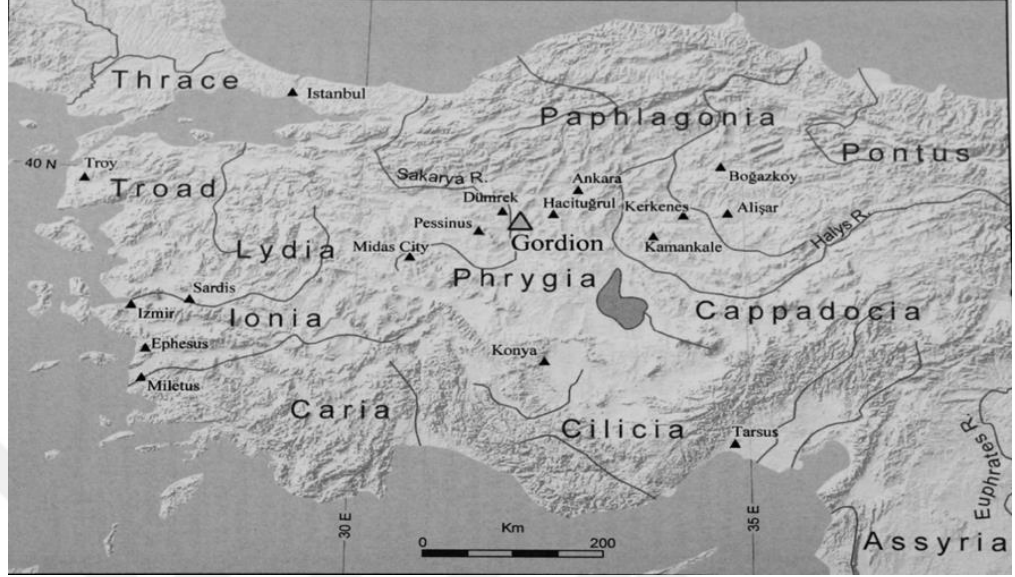 Thrace
Istanbul
Paphlagonia
Pontus
40 N
Troy
Troad
Sakarya R.
Ankara
Boğazkoy
Dümrek
Hacituğrul
Kerkenes
Alişar
Pessinus
Gordion
Kamankale
Halys R.
Lydia
Midas City
Phrygia
Sardis
Izmir
Ionia
Cappadocia
Ephesus
Konya
Miletus
Caria
Cilicia
Tarsus
Euphrates R.
30 E
Km
35 E
0
200
Assyria